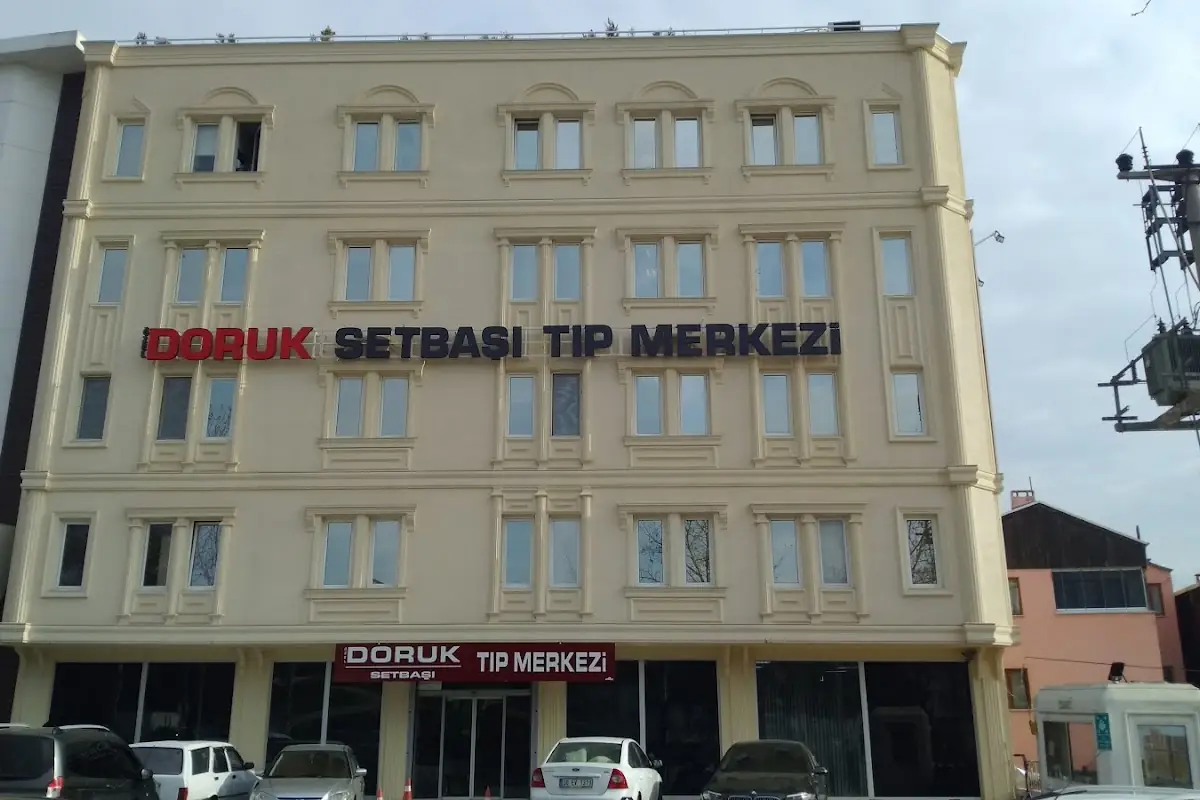 DORUK SETBAŞI TIP MERKEZİ
DORUK TIP MERKEZİ
SETBAŞI